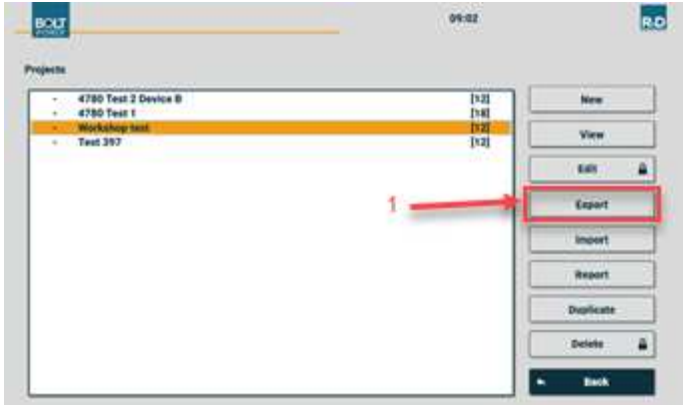 BOLT
09:02
R.D
Projects
- 4780 Test 2 Device B [12]
- 4780 Test 1 [18]
- Workshop test [12]
- Test 397 [12]
New
View
Edit
1
Export
Import
Report
Duplicate
Delete
Back